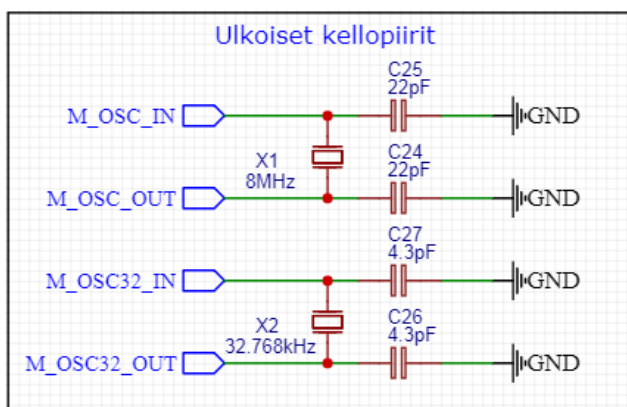 Ulkoiset kellopiirit
C25
22pF
M_OSC_IN
GND
X1
8MHz
C24
22pF
M_OSC_OUT
GND
C27
4.3pF
M_OSC32_IN
GND
X2
32.768kHz
C26
4.3pF
M_OSC32_OUT
GND